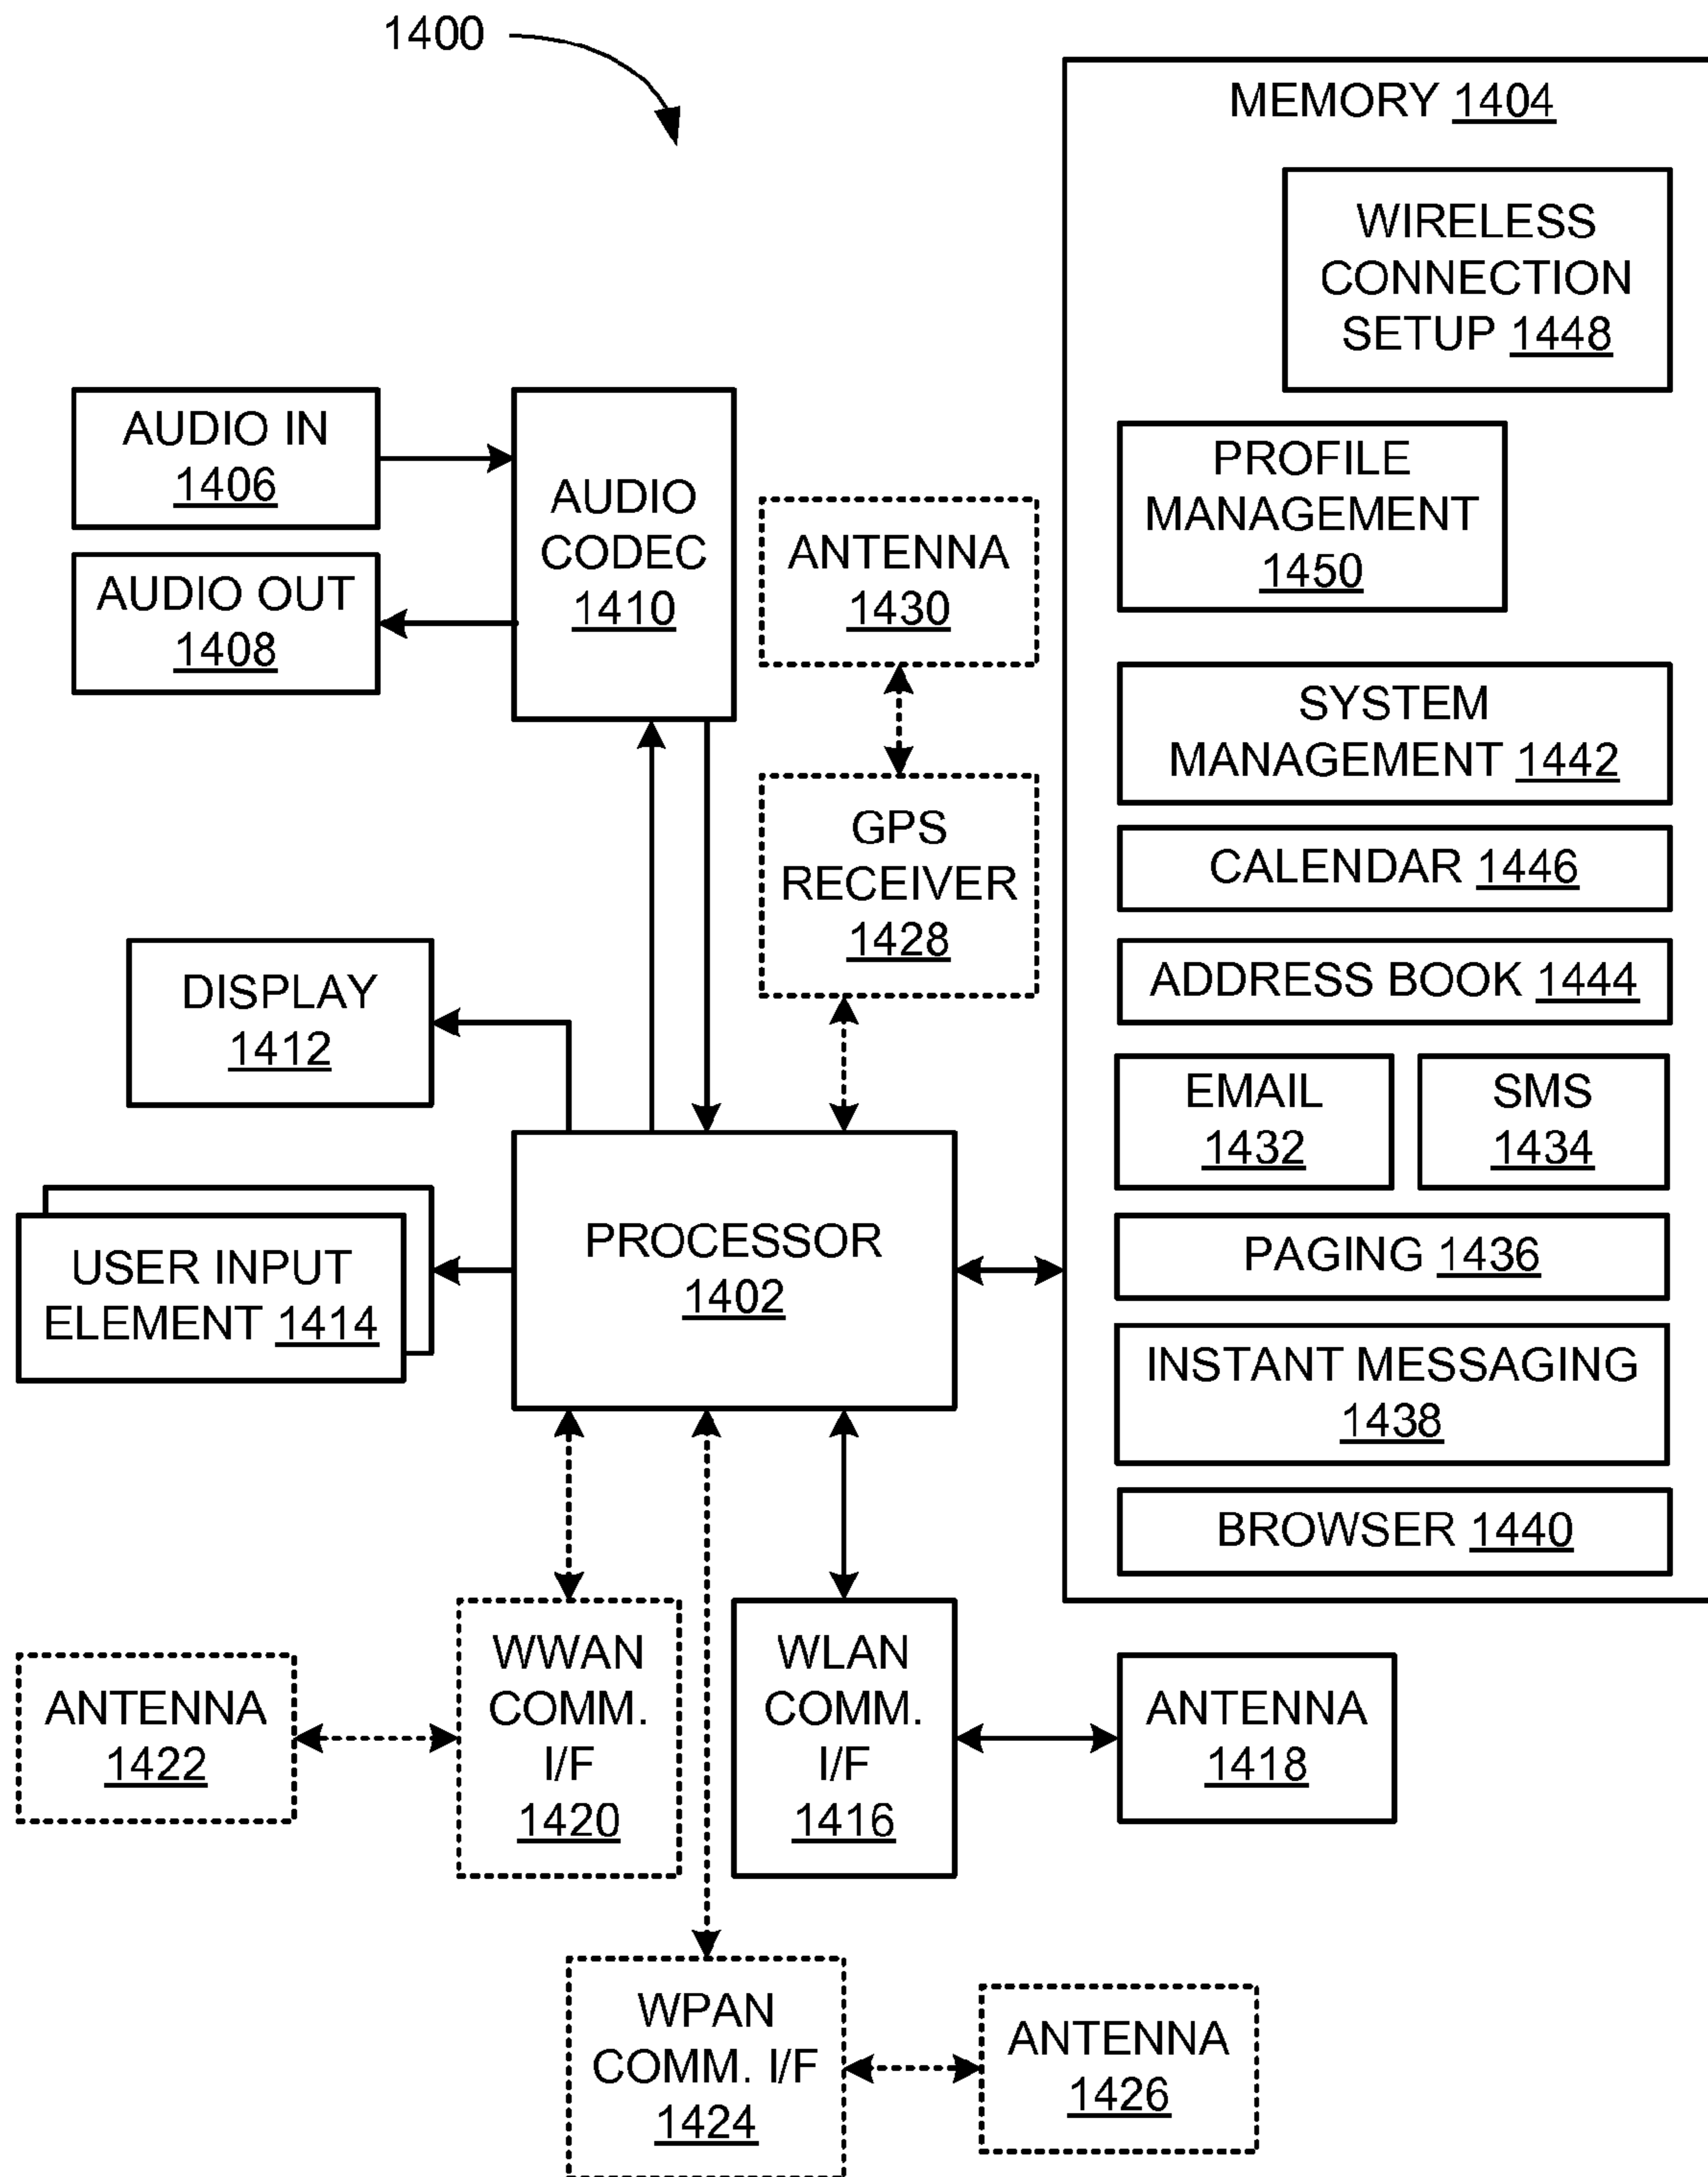 1400
MEMORY 1404
WIRELESS
CONNECTION
SETUP 1448
PROFILE
MANAGEMENT
1450
SYSTEM
MANAGEMENT 1442
CALENDAR 1446
ADDRESS BOOK 1444
EMAIL
1432
SMS
1434
PAGING 1436
INSTANT MESSAGING
1438
BROWSER 1440
AUDIO IN
1406
AUDIO OUT
1408
AUDIO
CODEC
1410
ANTENNA
1430
GPS
RECEIVER
1428
DISPLAY
1412
USER INPUT
ELEMENT 1414
PROCESSOR
1402
ANTENNA
1422
WWAN
COMM.
I/F
1420
WLAN
COMM.
I/F
1416
ANTENNA
1418
WPAN
COMM. I/F
1424
ANTENNA
1426